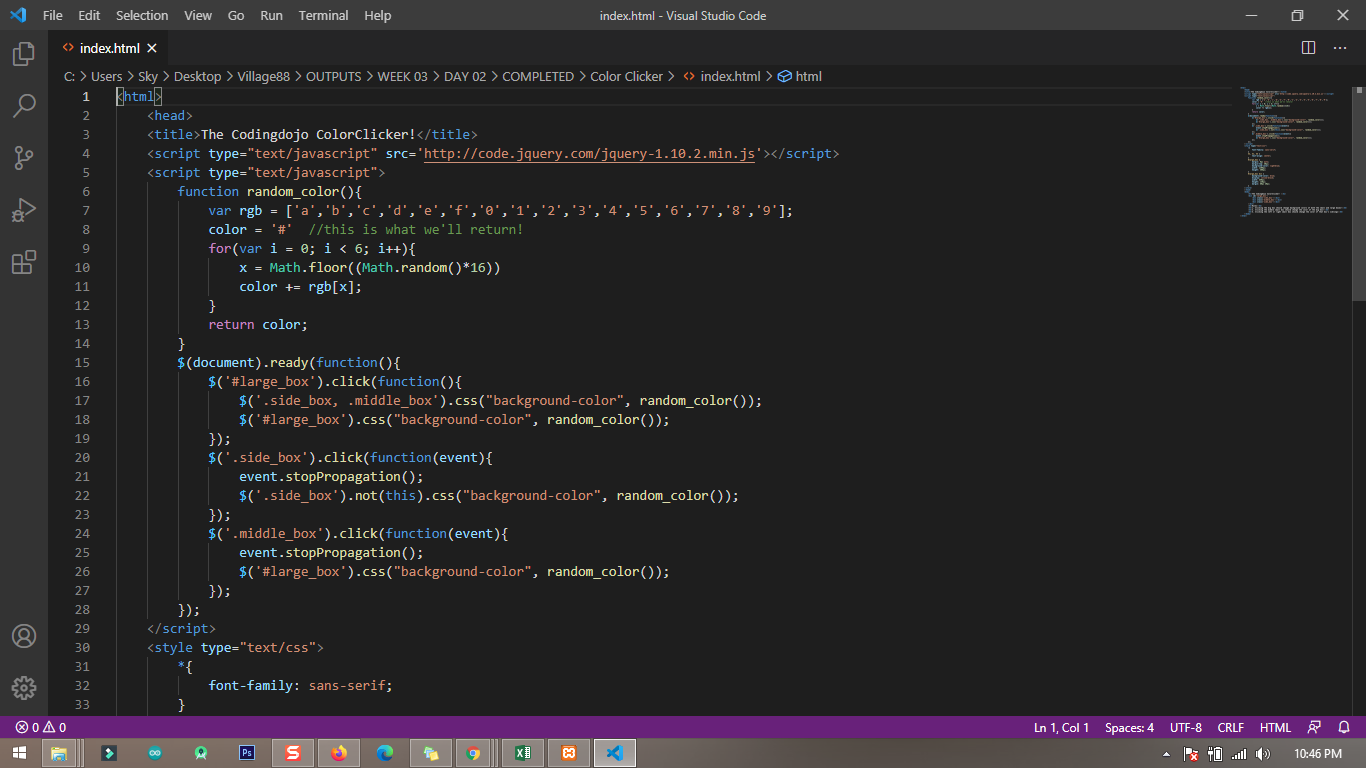 File Edit Selection View Go Run Terminal Help index.html - Visual Studio Code
index.html
C: > Users > Sky > Desktop > Village88 > OUTPUTS > WEEK 03 > DAY 02 > COMPLETED > Color Clicker > index.html > html
1 <html>
2 <head>
3 <title>The Codingdojo ColorClicker!</title>
4 <script type="text/javascript" src='http://code.jquery.com/jquery-1.10.2.min.js'></script>
5 <script type="text/javascript">
6 function random_color(){
7 var rgb = ['a','b','c','d','e','f','0','1','2','3','4','5','6','7','8','9'];
8 color = '#' //this is what we'll return!
9 for(var i = 0; i < 6; i++){
10 x = Math.floor((Math.random()*16))
11 color += rgb[x];
12 }
13 return color;
14 }
15 $(document).ready(function(){
16 $('#large_box').click(function(){
17 $('.side_box, .middle_box').css("background-color", random_color());
18 $('#large_box').css("background-color", random_color());
19 });
20 $('.side_box').click(function(event){
21 event.stopPropagation();
22 $('.side_box').not(this).css("background-color", random_color());
23 });
24 $('.middle_box').click(function(event){
25 event.stopPropagation();
26 $('#large_box').css("background-color", random_color());
27 });
28 });
29 </script>
30 <style type="text/css">
31 *{
32 font-family: sans-serif;
33 }
0 0 Ln 1, Col 1 Spaces: 4 UTF-8 CRLF HTML
Ps S X 10:46 PM